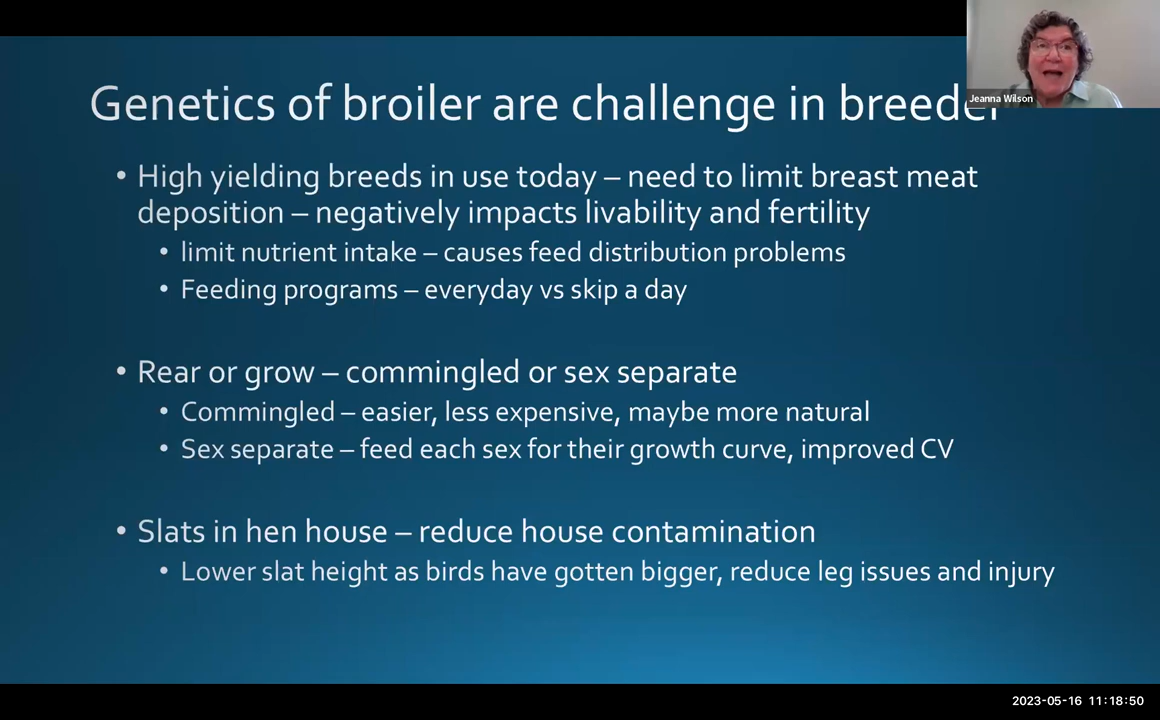 Genetics of broiler are challenge in breeder
Jeanna Wilson
• High yielding breeds in use today – need to limit breast meat
deposition – negatively impacts livability and fertility
• limit nutrient intake – causes feed distribution problems
• Feeding programs – everyday vs skip a day
• Rear or grow – commingled or sex separate
• Commingled – easier, less expensive, maybe more natural
• Sex separate – feed each sex for their growth curve, improved CV
• Slats in hen house – reduce house contamination
• Lower slat height as birds have gotten bigger, reduce leg issues and injury
2023-05-16 11:18:50